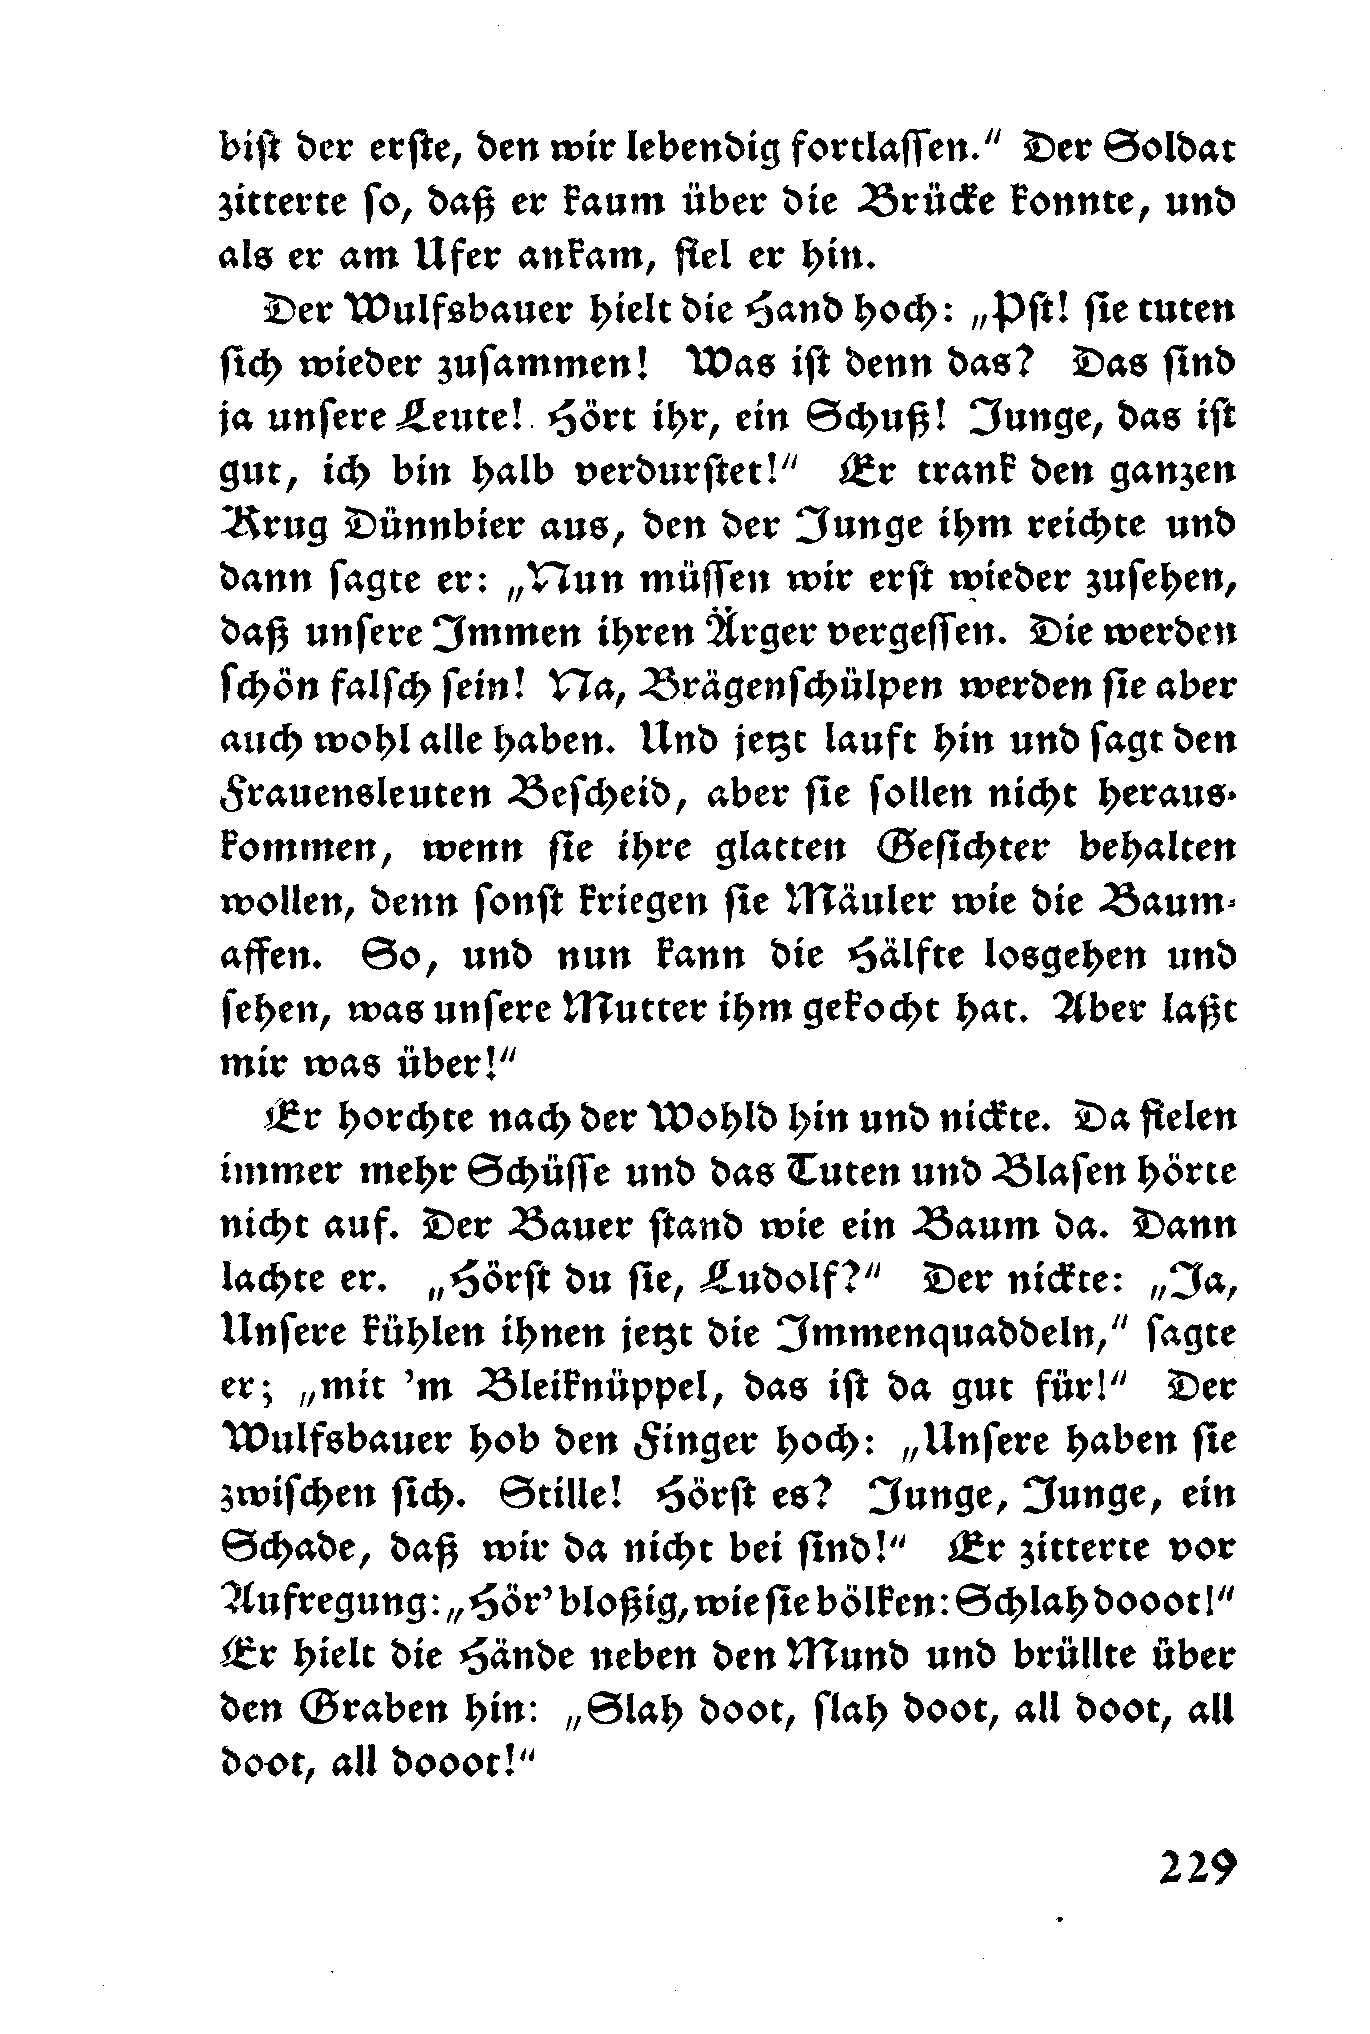 bist der erste, den wir lebendig fortlassen.“ Der Soldat
zitterte so, daß er kaum über die Brücke konnte, und
als er am Ufer ankam, fiel er hin.
Der Wulfsbauer hielt die Hand hoch: „Pst! sie tuten
sich wieder zusammen! Was ist denn das? Das sind
ja unsere Leute! Hört ihr, ein Schuß! Junge, das ist
gut, ich bin halb verdurstet!“ Er trank den ganzen
Krug Dünnbier aus, den der Junge ihm reichte und
dann sagte er: „Nun müssen wir erst wieder zusehen,
daß unsere Immen ihren Ärger vergessen. Die werden
schön falsch sein! Na, Brägenschülpen werden sie aber
auch wohl alle haben. Und jetzt lauft hin und sagt den
Frauensleuten Bescheid, aber sie sollen nicht heraus-
kommen, wenn sie ihre glatten Gesichter behalten
wollen, denn sonst kriegen sie Mäuler wie die Baum-
affen. So, und nun kann die Hälfte losgehen und
sehen, was unsere Mutter ihm gekocht hat. Aber laßt
mir was über!“
Er horchte nach der Wohld hin und nickte. Da fielen
immer mehr Schüsse und das Tuten und Blasen hörte
nicht auf. Der Bauer stand wie ein Baum da. Dann
lachte er. „Hörst du sie, Ludolf?“ Der nickte: „Ja,
Unsere kühlen ihnen jetzt die Immenquaddeln,“ sagte
er; „mit ’m Bleiknüppel, das ist da gut für!“ Der
Wulfsbauer hob den Finger hoch: „Unsere haben sie
zwischen sich. Stille! Hörst es? Junge, Junge, ein
Schade, daß wir da nicht bei sind!“ Er zitterte vor
Aufregung: „Hör’ bloßig, wie sie bölken: Schlah dooot!“
Er hielt die Hände neben den Mund und brüllte über
den Graben hin: „Slah doot, slah doot, all doot, all
doot, all dooot!“
229